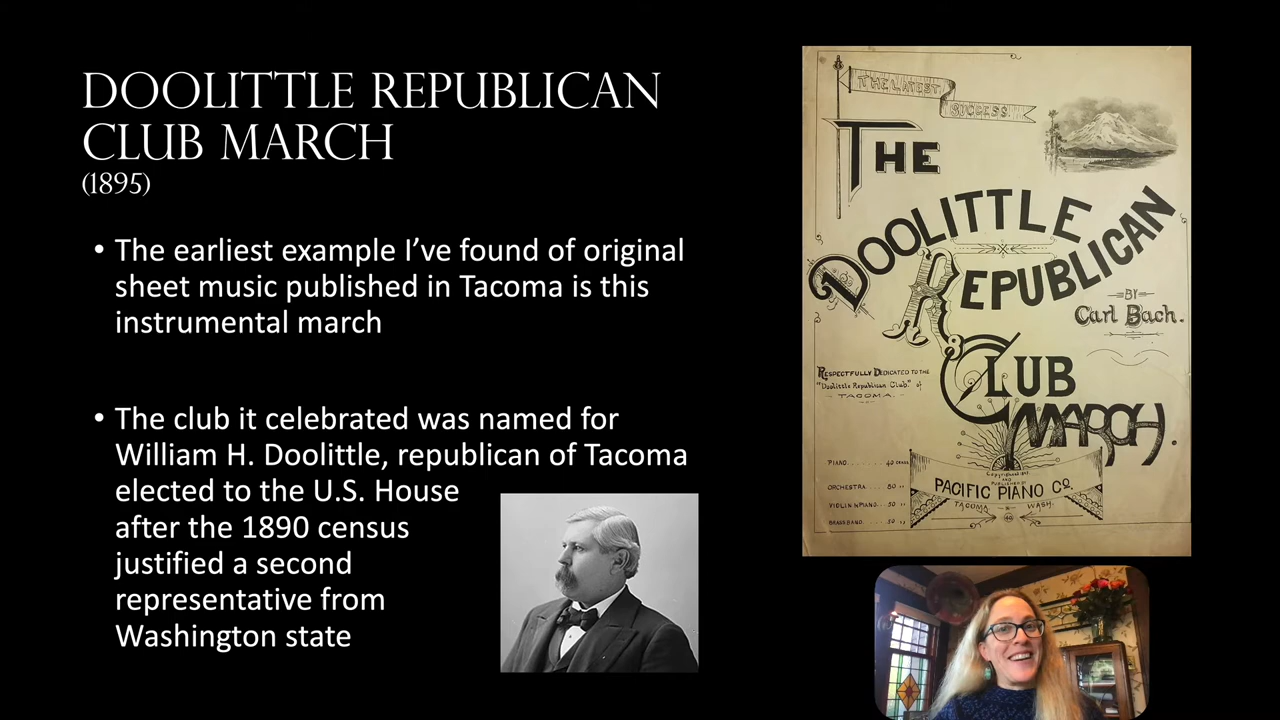 DOOLITTLE REPUBLICAN
CLUB MARCH
(1895)
• The earliest example I've found of original
sheet music published in Tacoma is this
instrumental march
• The club it celebrated was named for
William H. Doolittle, republican of Tacoma
elected to the U.S. House
after the 1890 census
justified a second
representative from
Washington state
THE LATEST
SUCCESS.
THE
DOOLITTLE
REPUBLICAN
BY
Carl Bach.
CLUB
MARCH.
RESPECTFULLY DEDICATED TO THE
"Doolittle Republican Club." of
- TACOMA. -
PIANO....... 40 CENTS
ORCHESTRA.... 80 "
VIOLIN & PIANO.. 50 "
BRASS BAND.... 50 "
Copyrighted 1895
AND
PUBLISHED BY
PACIFIC PIANO CO.
TACOMA WASH.